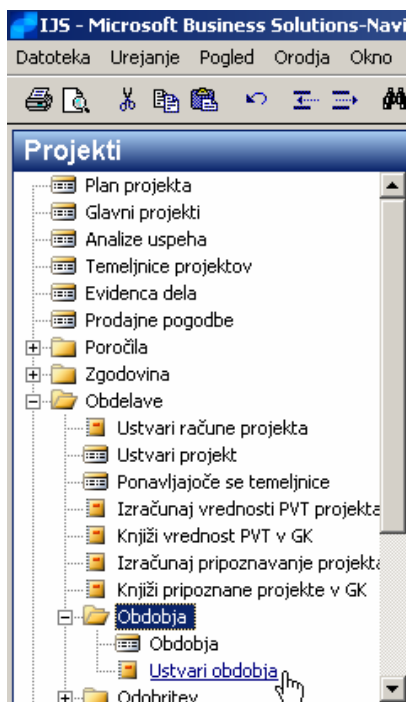 IJS - Microsoft Business Solutions-Navi
Datoteka Urejanje Pogled Orodja Okno
Projekti
Plan projekta
Glavni projekti
Analize uspeha
Temeljnice projektov
Evidenca dela
Prodajne pogodbe
Poročila
Zgodovina
Obdelave
Ustvari račune projekta
Ustvari projekt
Ponavljajoče se temeljnice
Izračunaj vrednosti PVT projekta
Knjiži vrednost PVT v GK
Izračunaj pripoznavanje projekta
Knjiži pripoznane projekte v GK
Obdobja
Obdobja
Ustvari obdobja
Odobritev